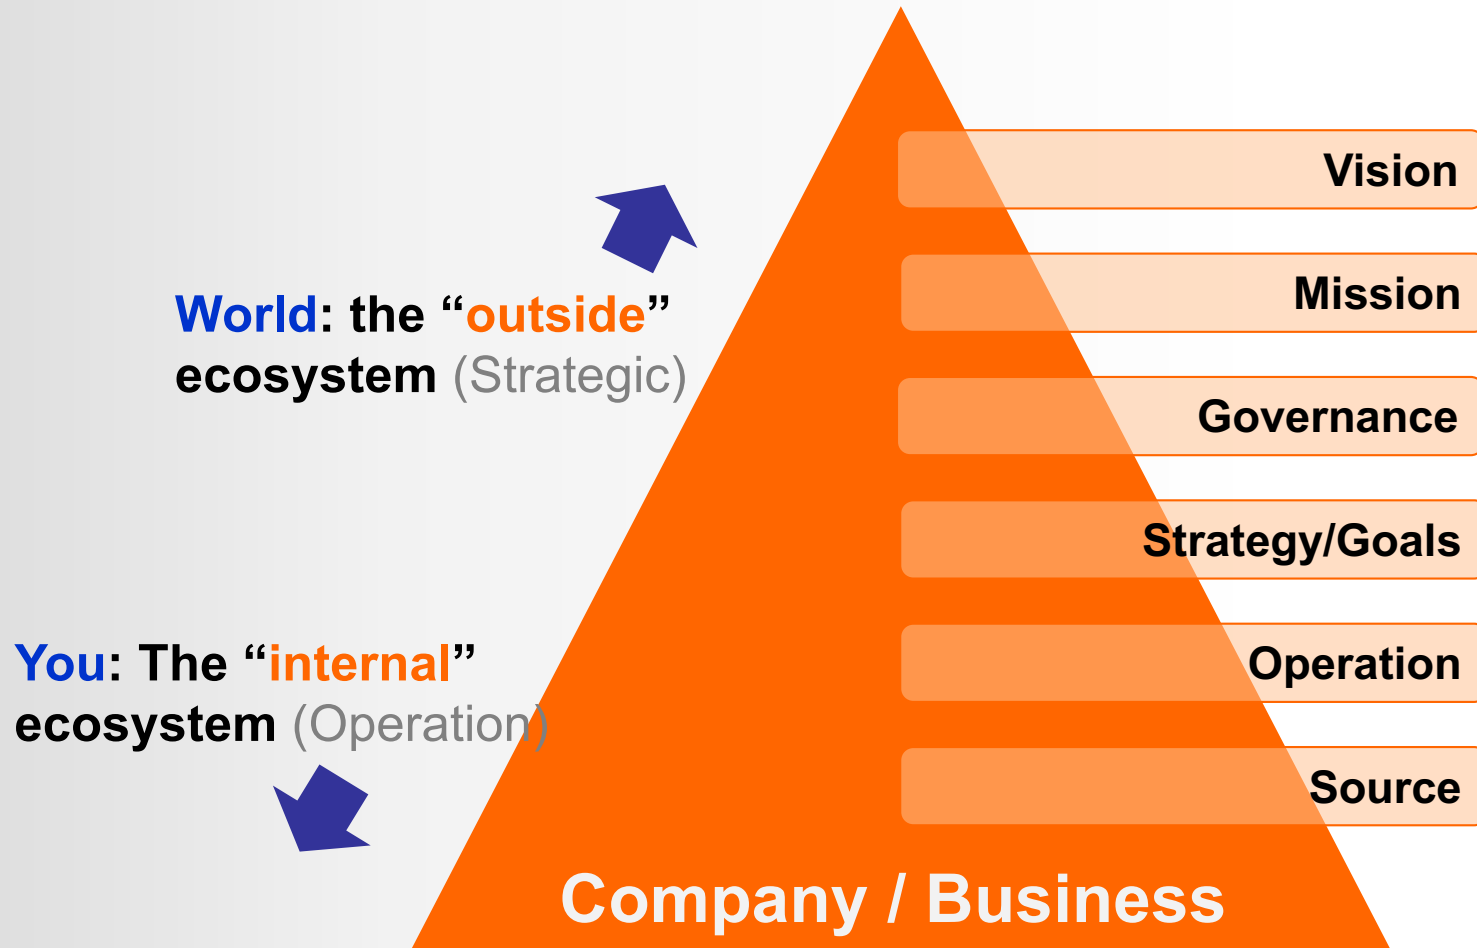 Vision
Mission
World: the “outside”
ecosystem (Strategic)
Governance
Strategy/Goals
You: The “internal”
ecosystem (Operation)
Operation
Source
Company / Business